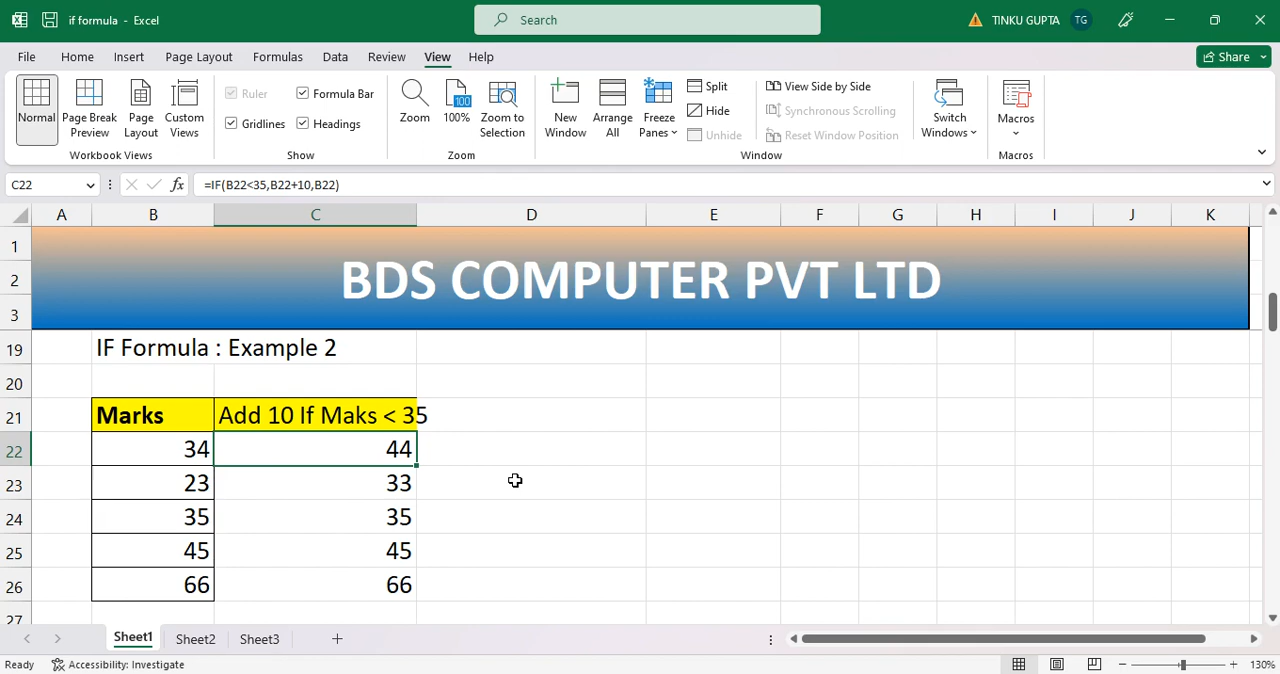 if formula - Excel
Search
TINKU GUPTA
TG
File Home Insert Page Layout Formulas Data Review View Help
Share
Normal
Page Break Preview
Page Layout
Custom Views
Workbook Views
Ruler
Formula Bar
Gridlines
Headings
Show
Zoom
100
100%
Zoom to Selection
Zoom
New Window
Arrange All
Freeze Panes
Split
Hide
Unhide
View Side by Side
Synchronous Scrolling
Reset Window Position
Switch Windows
Window
Macros
Macros
C22
fx
=IF(B22<35,B22+10,B22)
A B C D E F G H I J K
1
2 BDS COMPUTER PVT LTD
3
19 IF Formula : Example 2
20
21 Marks Add 10 If Maks < 35
22 34 44
23 23 33
24 35 35
25 45 45
26 66 66
27
Sheet1 Sheet2 Sheet3
Ready
Accessibility: Investigate
130%